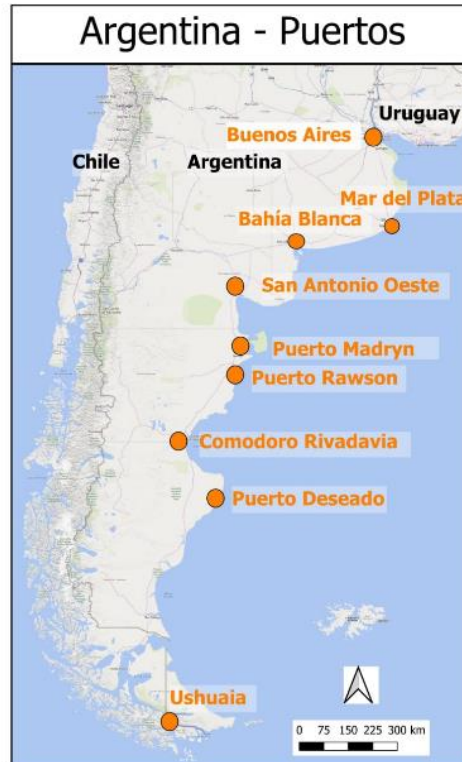 Argentina - Puertos
Uruguay
Buenos Aires
Chile
Argentina
Mar del Plata
Bahía Blanca
San Antonio Oeste
Puerto Madryn
Puerto Rawson
Comodoro Rivadavia
Puerto Deseado
Ushuaia
0 75 150 225 300 km